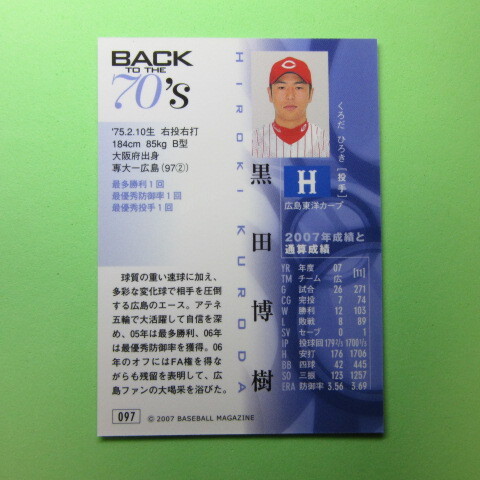 BACK
TO THE
70's
'75.2.10生 右投右打
184cm 85kg B型
大阪府出身
専大ー広島（97②）
最多勝利1回
最優秀防御率1回
最優秀投手1回
球質の重い速球に加え、
多彩な変化球で相手を圧倒
する広島のエース。アテネ
五輪で大活躍して自信を深
め、05年は最多勝利、06年
は最優秀防御率を獲得。06
年のオフにはFA権を得な
がらも残留を表明して、広
島ファンの大喝采を浴びた。
097
© 2007 BASEBALL MAGAZINE
HIROKI KURODA
黒田博樹
くろだ ひろき［投手］
H
広島東洋カープ
2007年成績と
通算成績
YR 年度 07 [11]
TM チーム 広
G 試合 26 271
CG 完投 7 74
W 勝利 12 103
L 敗戦 8 89
SV セーブ 0 1
IP 投球回 179 2/3 1700 1/3
H 安打 176 1706
BB 四球 42 445
SO 三振 123 1257
ERA 防御率 3.56 3.69